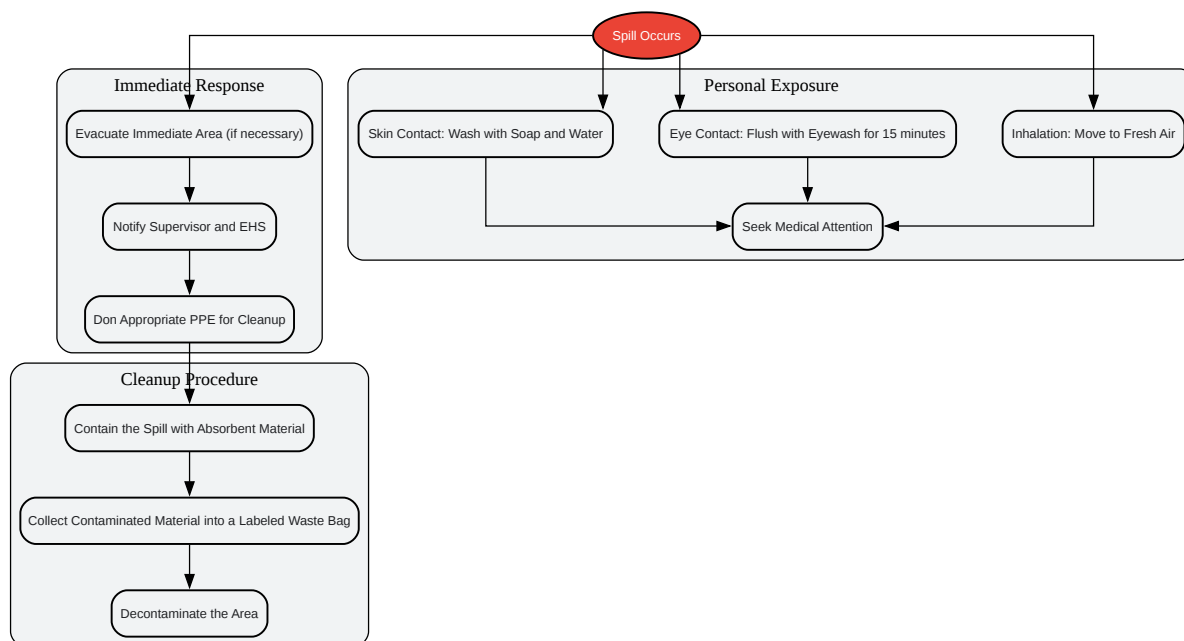 Spill Occurs
Immediate Response
Evacuate Immediate Area (if necessary)
Notify Supervisor and EHS
Don Appropriate PPE for Cleanup
Personal Exposure
Skin Contact: Wash with Soap and Water
Eye Contact: Flush with Eyewash for 15 minutes
Inhalation: Move to Fresh Air
Seek Medical Attention
Cleanup Procedure
Contain the Spill with Absorbent Material
Collect Contaminated Material into a Labeled Waste Bag
Decontaminate the Area